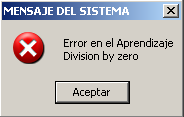 MENSAJE DEL SISTEMA
Error en el Aprendizaje
Division by zero
Aceptar